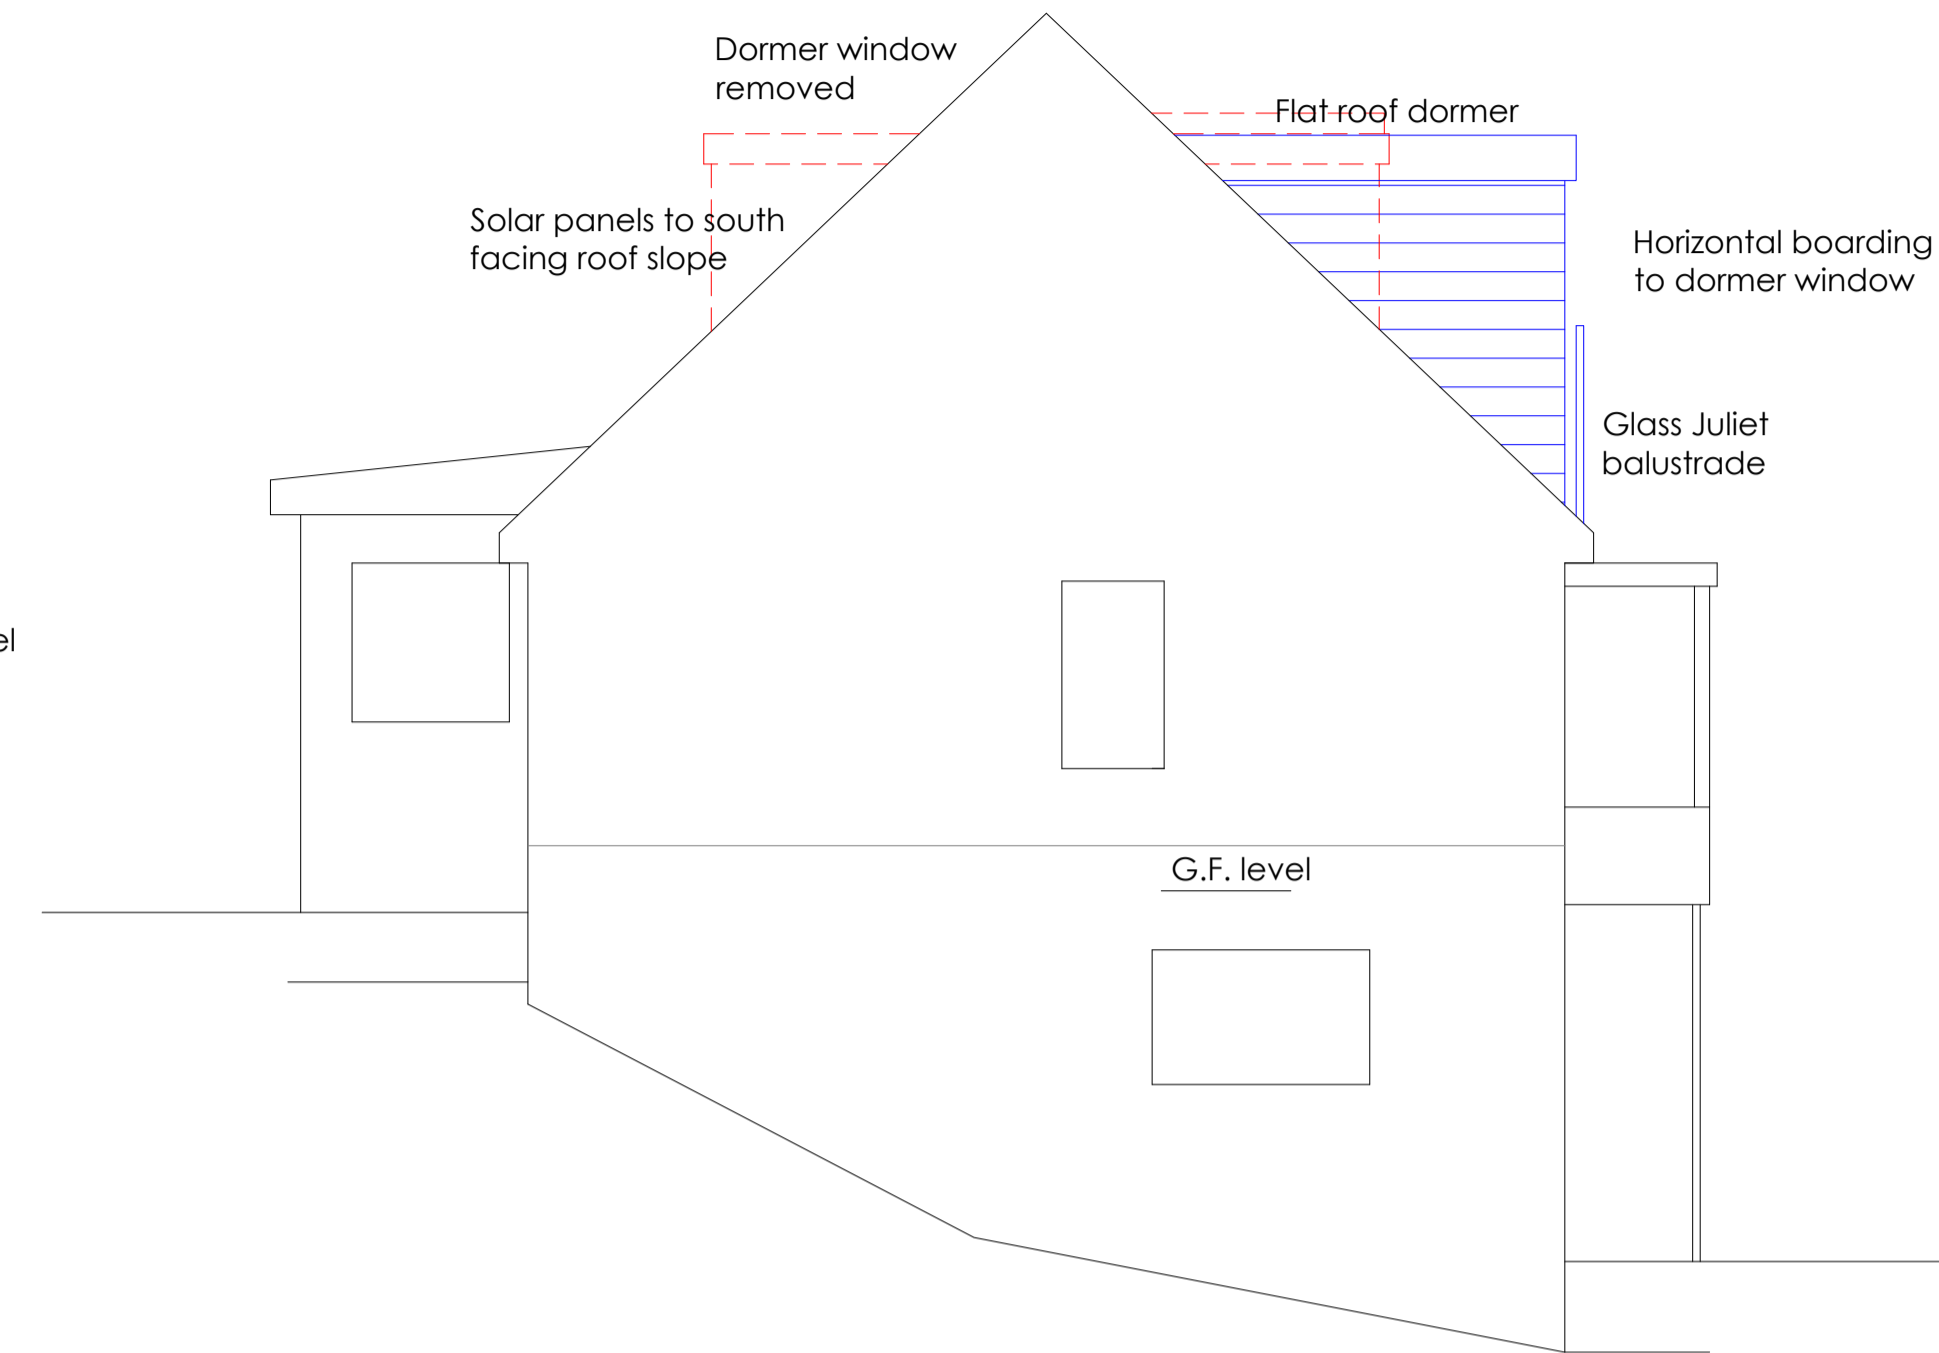 Dormer window
removed
Flat roof dormer
Solar panels to south
facing roof slope
Horizontal boarding
to dormer window
Glass Juliet
balustrade
el
G.F. level